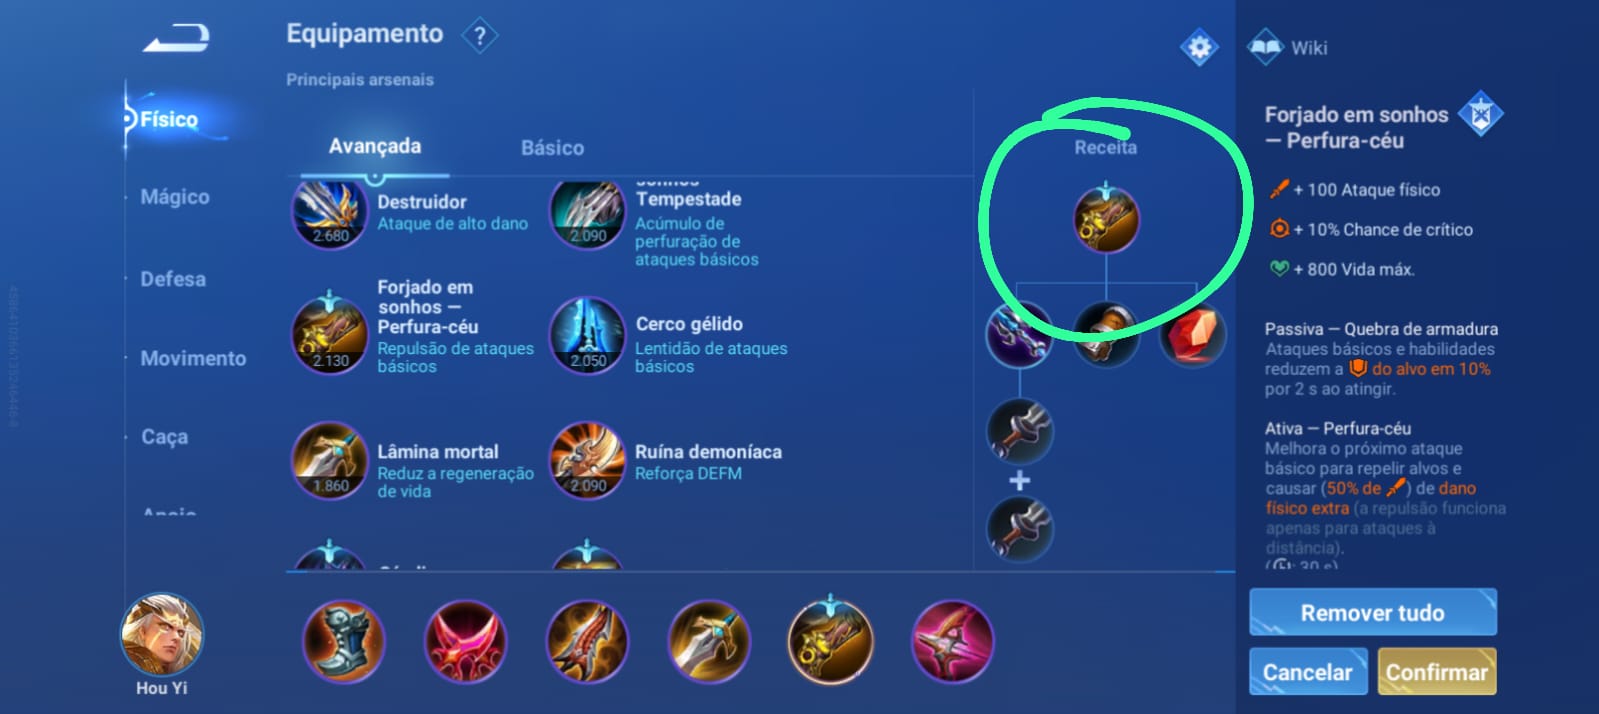 Equipamento
?
Wiki
Principais arsenais
Físico
Mágico
Defesa
Movimento
Caça
Avançada
Básico
Destruidor
Ataque de alto dano
2.680
sonhos
Tempestade
Acúmulo de
perfuração de
ataques básicos
2.090
Forjado em
sonhos —
Perfura-céu
Repulsão de ataques
básicos
2.130
Cerco gélido
Lentidão de ataques
básicos
2.050
Lâmina mortal
Reduz a regeneração
de vida
1.860
Ruína demoníaca
Reforça DEFM
2.090
Receita
+
Forjado em sonhos
— Perfura-céu
+ 100 Ataque físico
+ 10% Chance de crítico
+ 800 Vida máx.
Passiva — Quebra de armadura
Ataques básicos e habilidades
reduzem a do alvo em 10%
por 2 s ao atingir.
Ativa — Perfura-céu
Melhora o próximo ataque
básico para repelir alvos e
causar (50% de ) de dano
físico extra (a repulsão funciona
apenas para ataques à
distância).
( : 30 s)
Hou Yi
Remover tudo
Cancelar
Confirmar